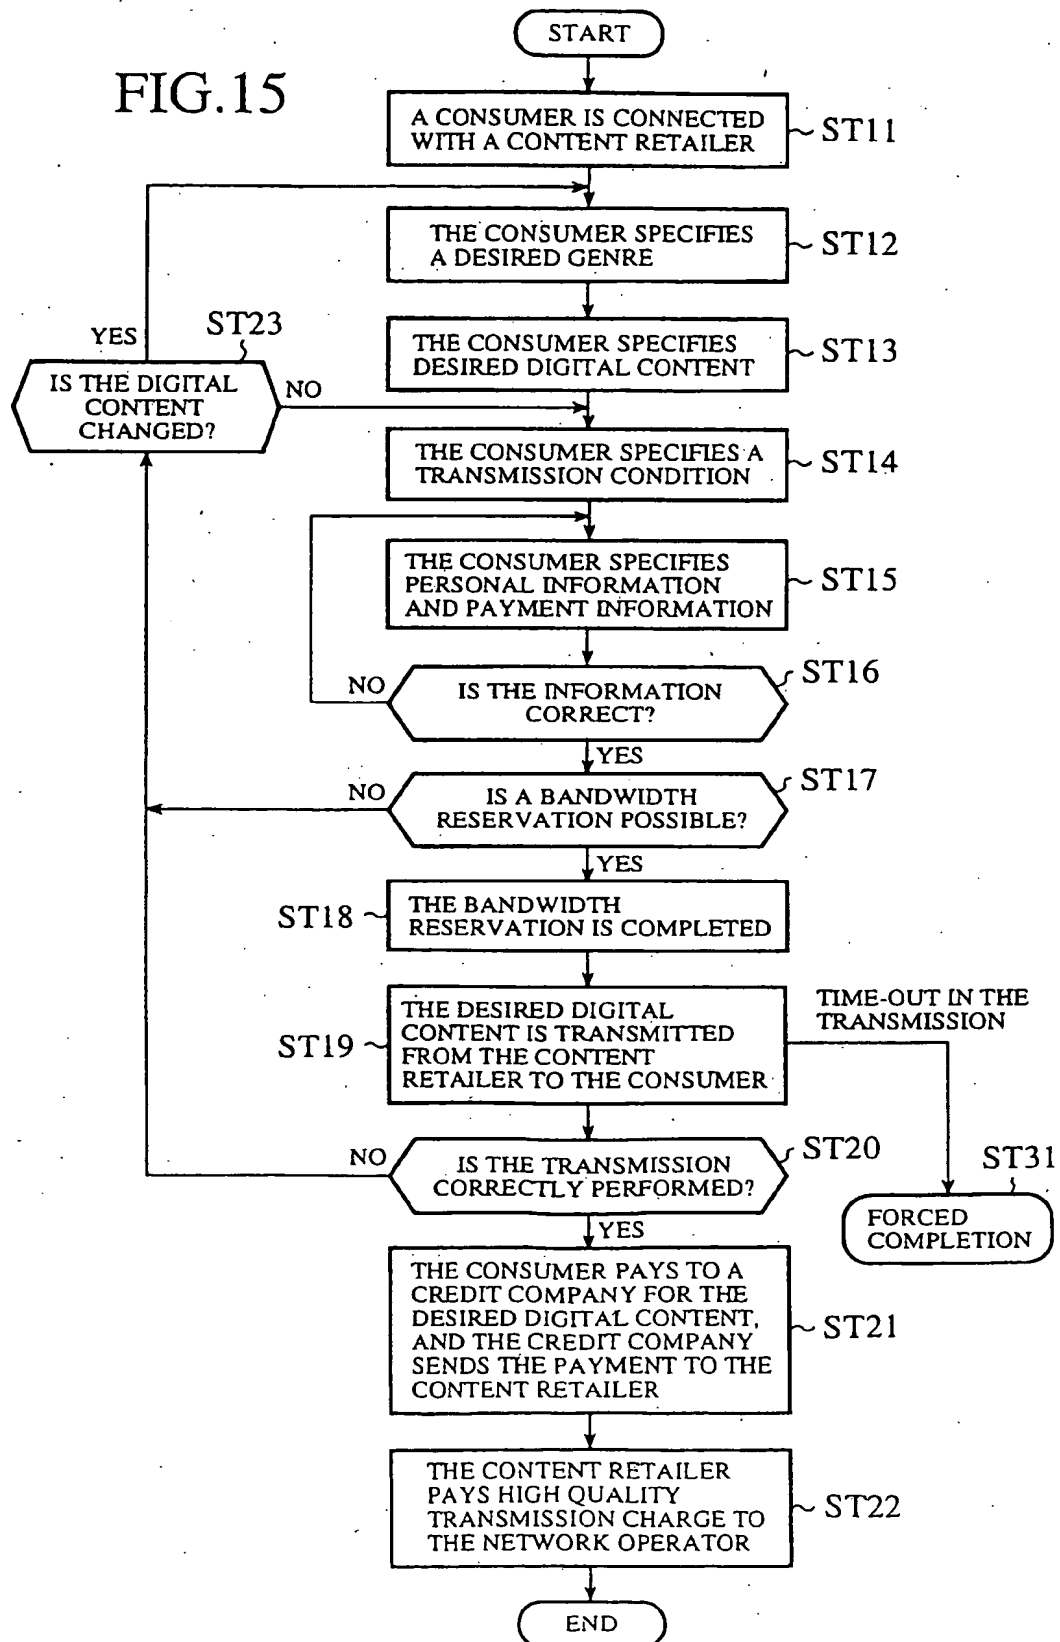 START
FIG.15
A CONSUMER IS CONNECTED
WITH A CONTENT RETAILER
ST11
THE CONSUMER SPECIFIES
A DESIRED GENRE
ST12
YES
ST23
THE CONSUMER SPECIFIES
DESIRED DIGITAL CONTENT
ST13
IS THE DIGITAL
CONTENT
CHANGED?
NO
THE CONSUMER SPECIFIES A
TRANSMISSION CONDITION
ST14
THE CONSUMER SPECIFIES
PERSONAL INFORMATION
AND PAYMENT INFORMATION
ST15
NO
IS THE INFORMATION
CORRECT?
ST16
YES
NO
IS A BANDWIDTH
RESERVATION POSSIBLE?
ST17
YES
ST18
THE BANDWIDTH
RESERVATION IS COMPLETED
ST19
THE DESIRED DIGITAL
CONTENT IS TRANSMITTED
FROM THE CONTENT
RETAILER TO THE CONSUMER
TIME-OUT IN THE
TRANSMISSION
NO
IS THE TRANSMISSION
CORRECTLY PERFORMED?
ST20
ST31
FORCED
COMPLETION
YES
THE CONSUMER PAYS TO A
CREDIT COMPANY FOR THE
DESIRED DIGITAL CONTENT,
AND THE CREDIT COMPANY
SENDS THE PAYMENT TO THE
CONTENT RETAILER
ST21
THE CONTENT RETAILER
PAYS HIGH QUALITY
TRANSMISSION CHARGE TO
THE NETWORK OPERATOR
ST22
END